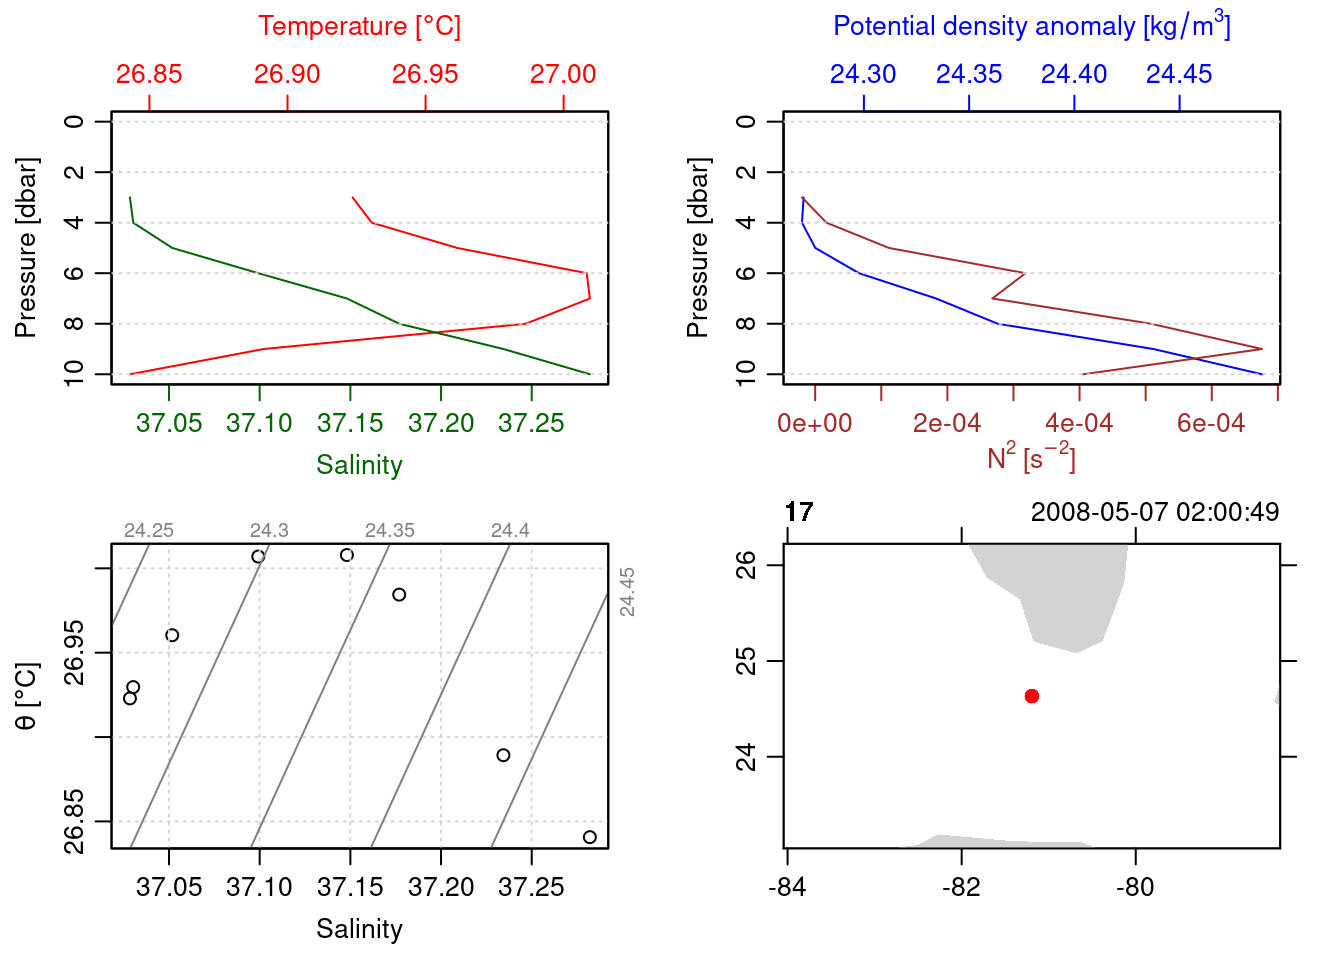 Temperature [°C]
26.85 26.90 26.95 27.00
Pressure [dbar]
0
2
4
6
8
10
37.05 37.10 37.15 37.20 37.25
Salinity
Potential density anomaly [kg/m³]
24.30 24.35 24.40 24.45
Pressure [dbar]
0
2
4
6
8
10
0e+00 2e-04 4e-04 6e-04
N² [s⁻²]
24.25 24.3 24.35 24.4
24.45
θ [°C]
26.95
26.85
37.05 37.10 37.15 37.20 37.25
Salinity
17 2008-05-07 02:00:49
26
25
24
-84 -82 -80